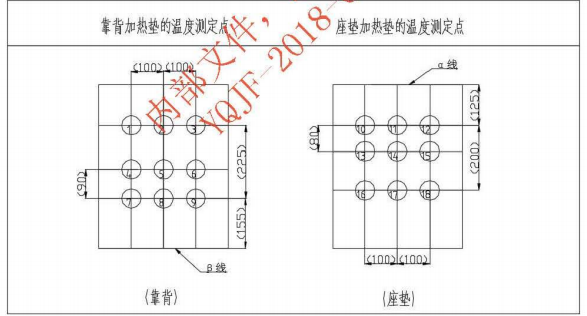 靠背加热垫的温度测定点
座垫加热垫的温度测定点
内部文件，
YQJF-2018-0
(100) (100)
1 2 3
4 5 6
7 8 9
(90)
(225)
(155)
β线
(靠背)
α线
10 11 12
13 14 15
16 17 18
(80)
(125)
(200)
(100) (100)
(座垫)